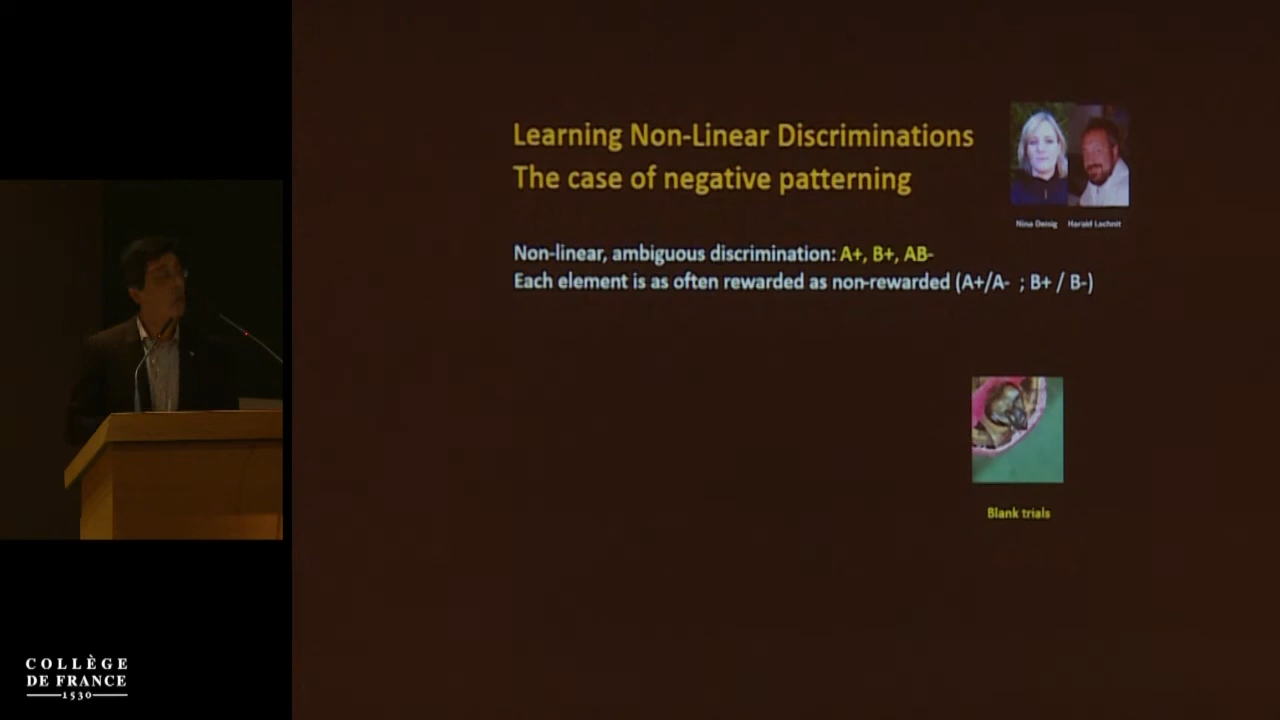 Learning Non-Linear Discriminations
The case of negative patterning
Nina Deisig Harald Lachnit
Non-linear, ambiguous discrimination: A+, B+, AB-
Each element is as often rewarded as non-rewarded (A+/A- ; B+ / B-)
Blank trials
COLLÈGE
DE FRANCE
1530